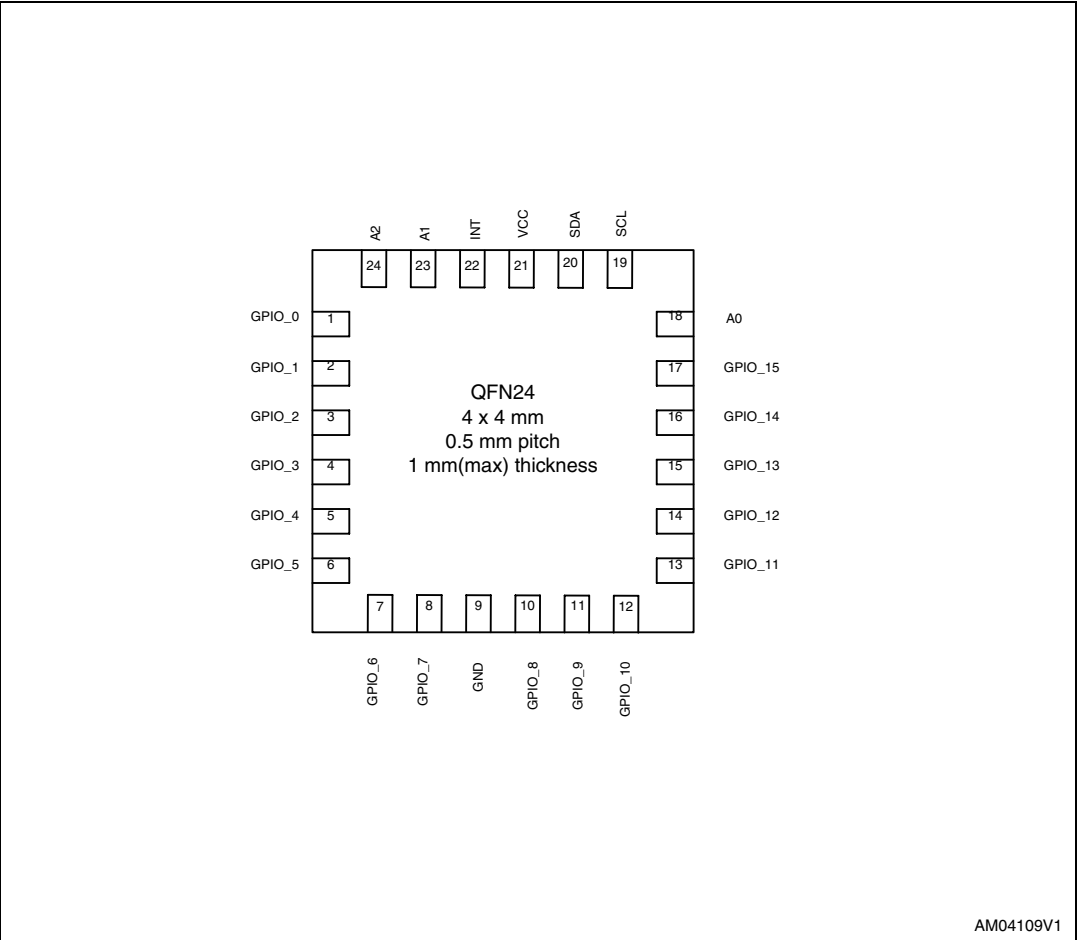 A2
A1
INT
VCC
SDA
SCL
24
23
22
21
20
19
GPIO_0
1
18
A0
GPIO_1
2
17
GPIO_15
GPIO_2
3
16
GPIO_14
GPIO_3
4
15
GPIO_13
GPIO_4
5
14
GPIO_12
GPIO_5
6
13
GPIO_11
QFN24
4 x 4 mm
0.5 mm pitch
1 mm(max) thickness
7
8
9
10
11
12
GPIO_6
GPIO_7
GND
GPIO_8
GPIO_9
GPIO_10
AM04109V1